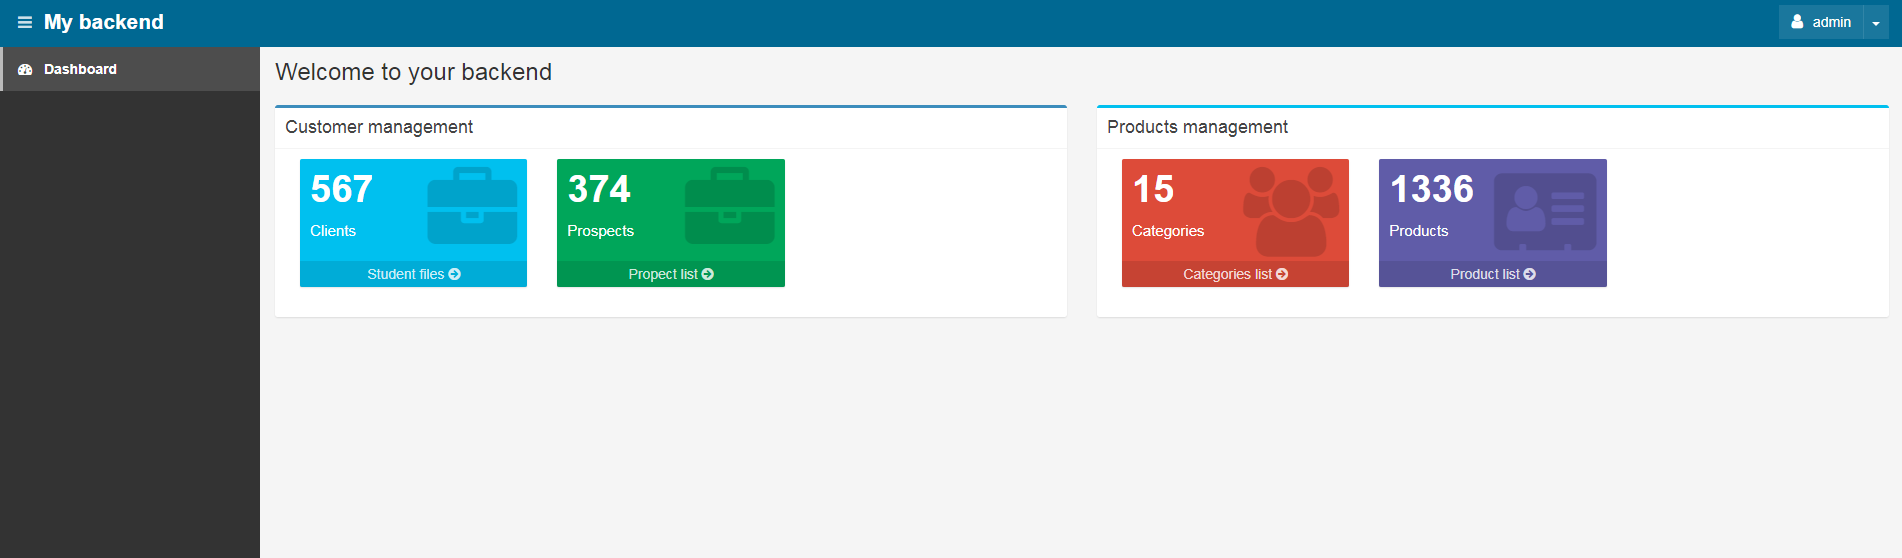 My backend
admin
Dashboard
Welcome to your backend
Customer management
567
Clients
Student files
374
Prospects
Propect list
Products management
15
Categories
Categories list
1336
Products
Product list